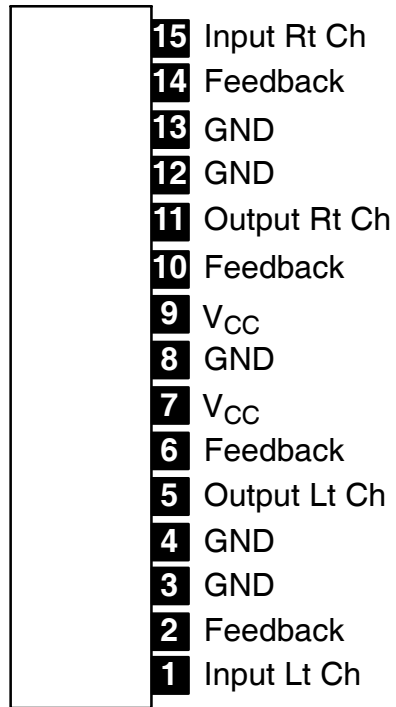 15 Input Rt Ch
14 Feedback
13 GND
12 GND
11 Output Rt Ch
10 Feedback
9 VCC
8 GND
7 VCC
6 Feedback
5 Output Lt Ch
4 GND
3 GND
2 Feedback
1 Input Lt Ch